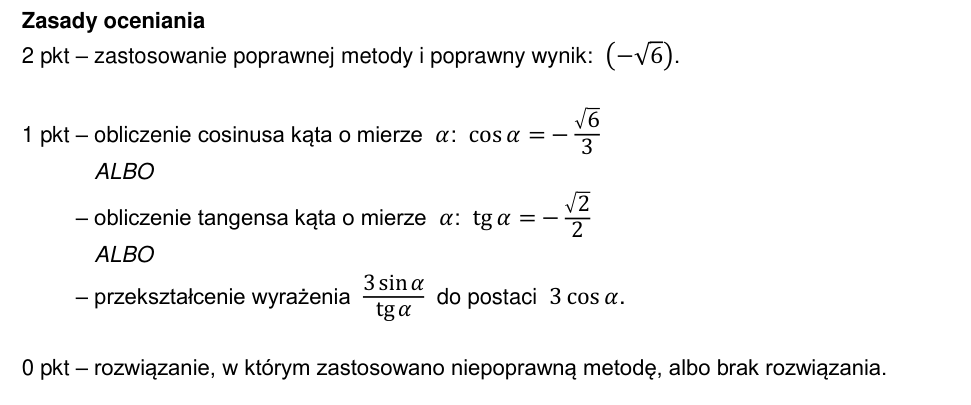 Zasady oceniania
2 pkt – zastosowanie poprawnej metody i poprawny wynik: (−√6).
1 pkt – obliczenie cosinusa kąta o mierze α: cos α = −√6/3
ALBO
– obliczenie tangensa kąta o mierze α: tg α = −√2/2
ALBO
– przekształcenie wyrażenia 3 sin α/tg α do postaci 3 cos α.
0 pkt – rozwiązanie, w którym zastosowano niepoprawną metodę, albo brak rozwiązania.